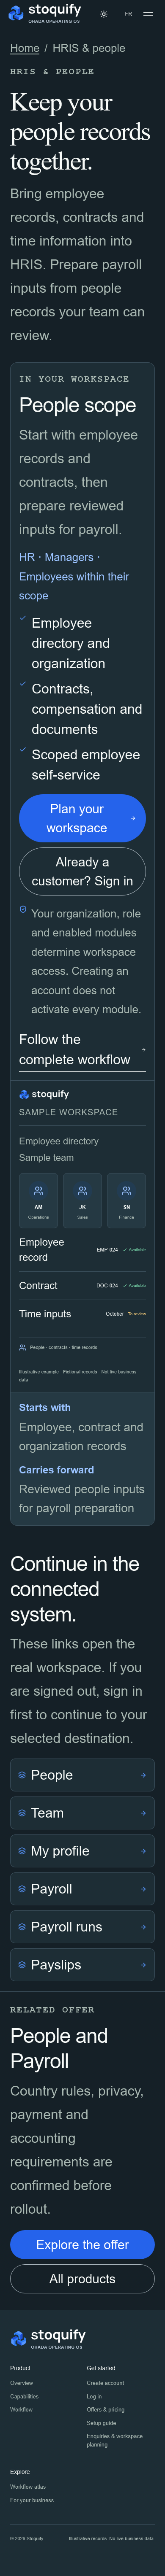 stoquify
OHADA OPERATING OS
FR
Home / HRIS & people
HRIS & PEOPLE
Keep your
people records
together.
Bring employee
records, contracts and
time information into
HRIS. Prepare payroll
inputs from people
records your team can
review.
IN YOUR WORKSPACE
People scope
Start with employee
records and
contracts, then
prepare reviewed
inputs for payroll.
HR · Managers ·
Employees within their
scope
Employee
directory and
organization
Contracts,
compensation and
documents
Scoped employee
self-service
Plan your
workspace
Already a
customer? Sign in
Your organization, role
and enabled modules
determine workspace
access. Creating an
account does not
activate every module.
Follow the
complete workflow
stoquify
SAMPLE WORKSPACE
Employee directory
Sample team
AM
Operations
JK
Sales
SN
Finance
Employee
record
EMP-024
Available
Contract
DOC-024
Available
Time inputs
October
To review
People · contracts · time records
Illustrative example · Fictional records · Not live business
data
Starts with
Employee, contract and
organization records
Carries forward
Reviewed people inputs
for payroll preparation
Continue in the
connected
system.
These links open the
real workspace. If you
are signed out, sign in
first to continue to your
selected destination.
People
Team
My profile
Payroll
Payroll runs
Payslips
RELATED OFFER
People and
Payroll
Country rules, privacy,
payment and
accounting
requirements are
confirmed before
rollout.
Explore the offer
All products
stoquify
OHADA OPERATING OS
Product
Overview
Capabilities
Workflow
Get started
Create account
Log in
Offers & pricing
Setup guide
Enquiries & workspace
planning
Explore
Workflow atlas
For your business
© 2026 Stoquify
Illustrative records. No live business data.